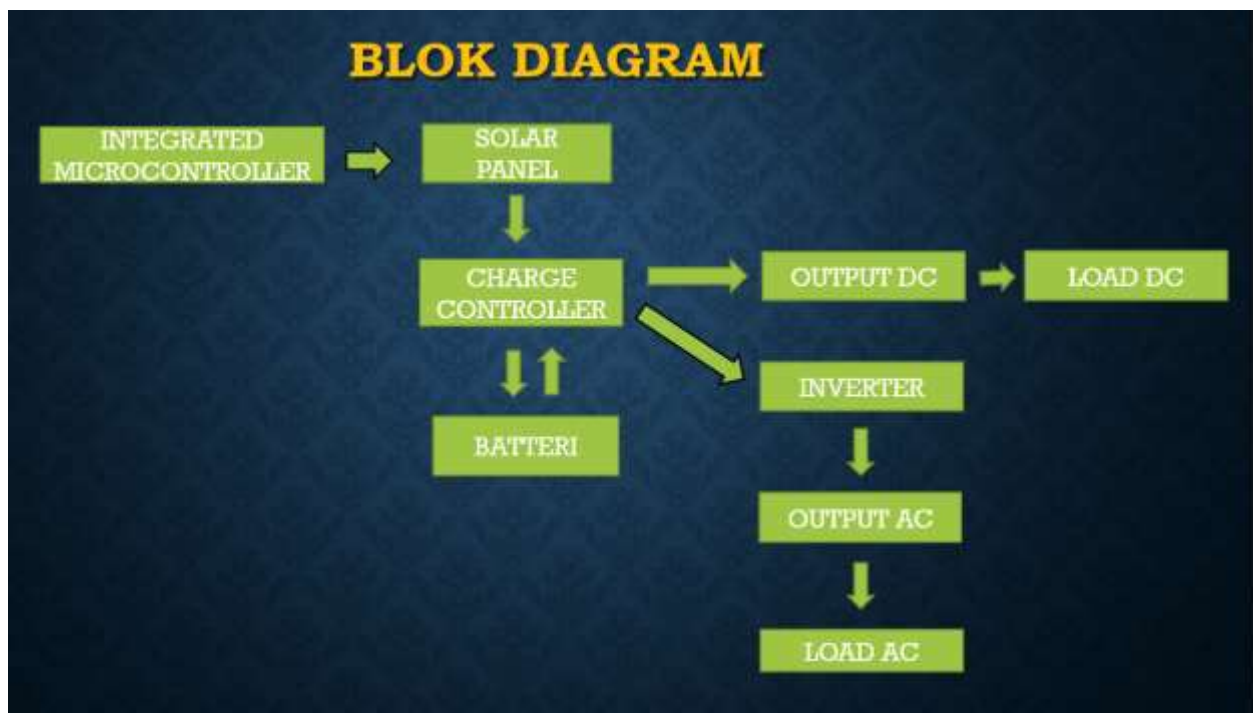 BLOK DIAGRAM
INTEGRATED
MICROCONTROLLER
SOLAR
PANEL
CHARGE
CONTROLLER
OUTPUT DC
LOAD DC
INVERTER
BATTERI
OUTPUT AC
LOAD AC